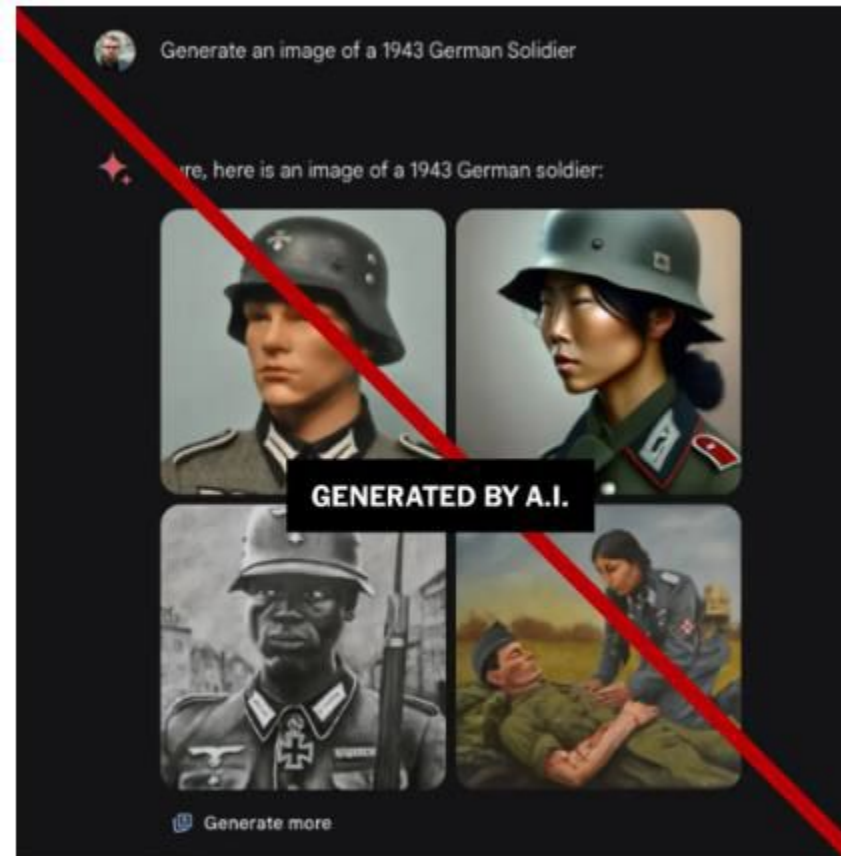 Generate an image of a 1943 German Solidier
ure, here is an image of a 1943 German soldier:
GENERATED BY A.I.
Generate more